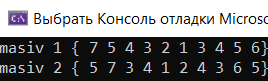 Выбрать Консоль отладки Micros
masiv 1 { 7 5 4 3 2 1 3 4 5 6}
masiv 2 { 5 7 3 4 1 2 4 3 6 5}